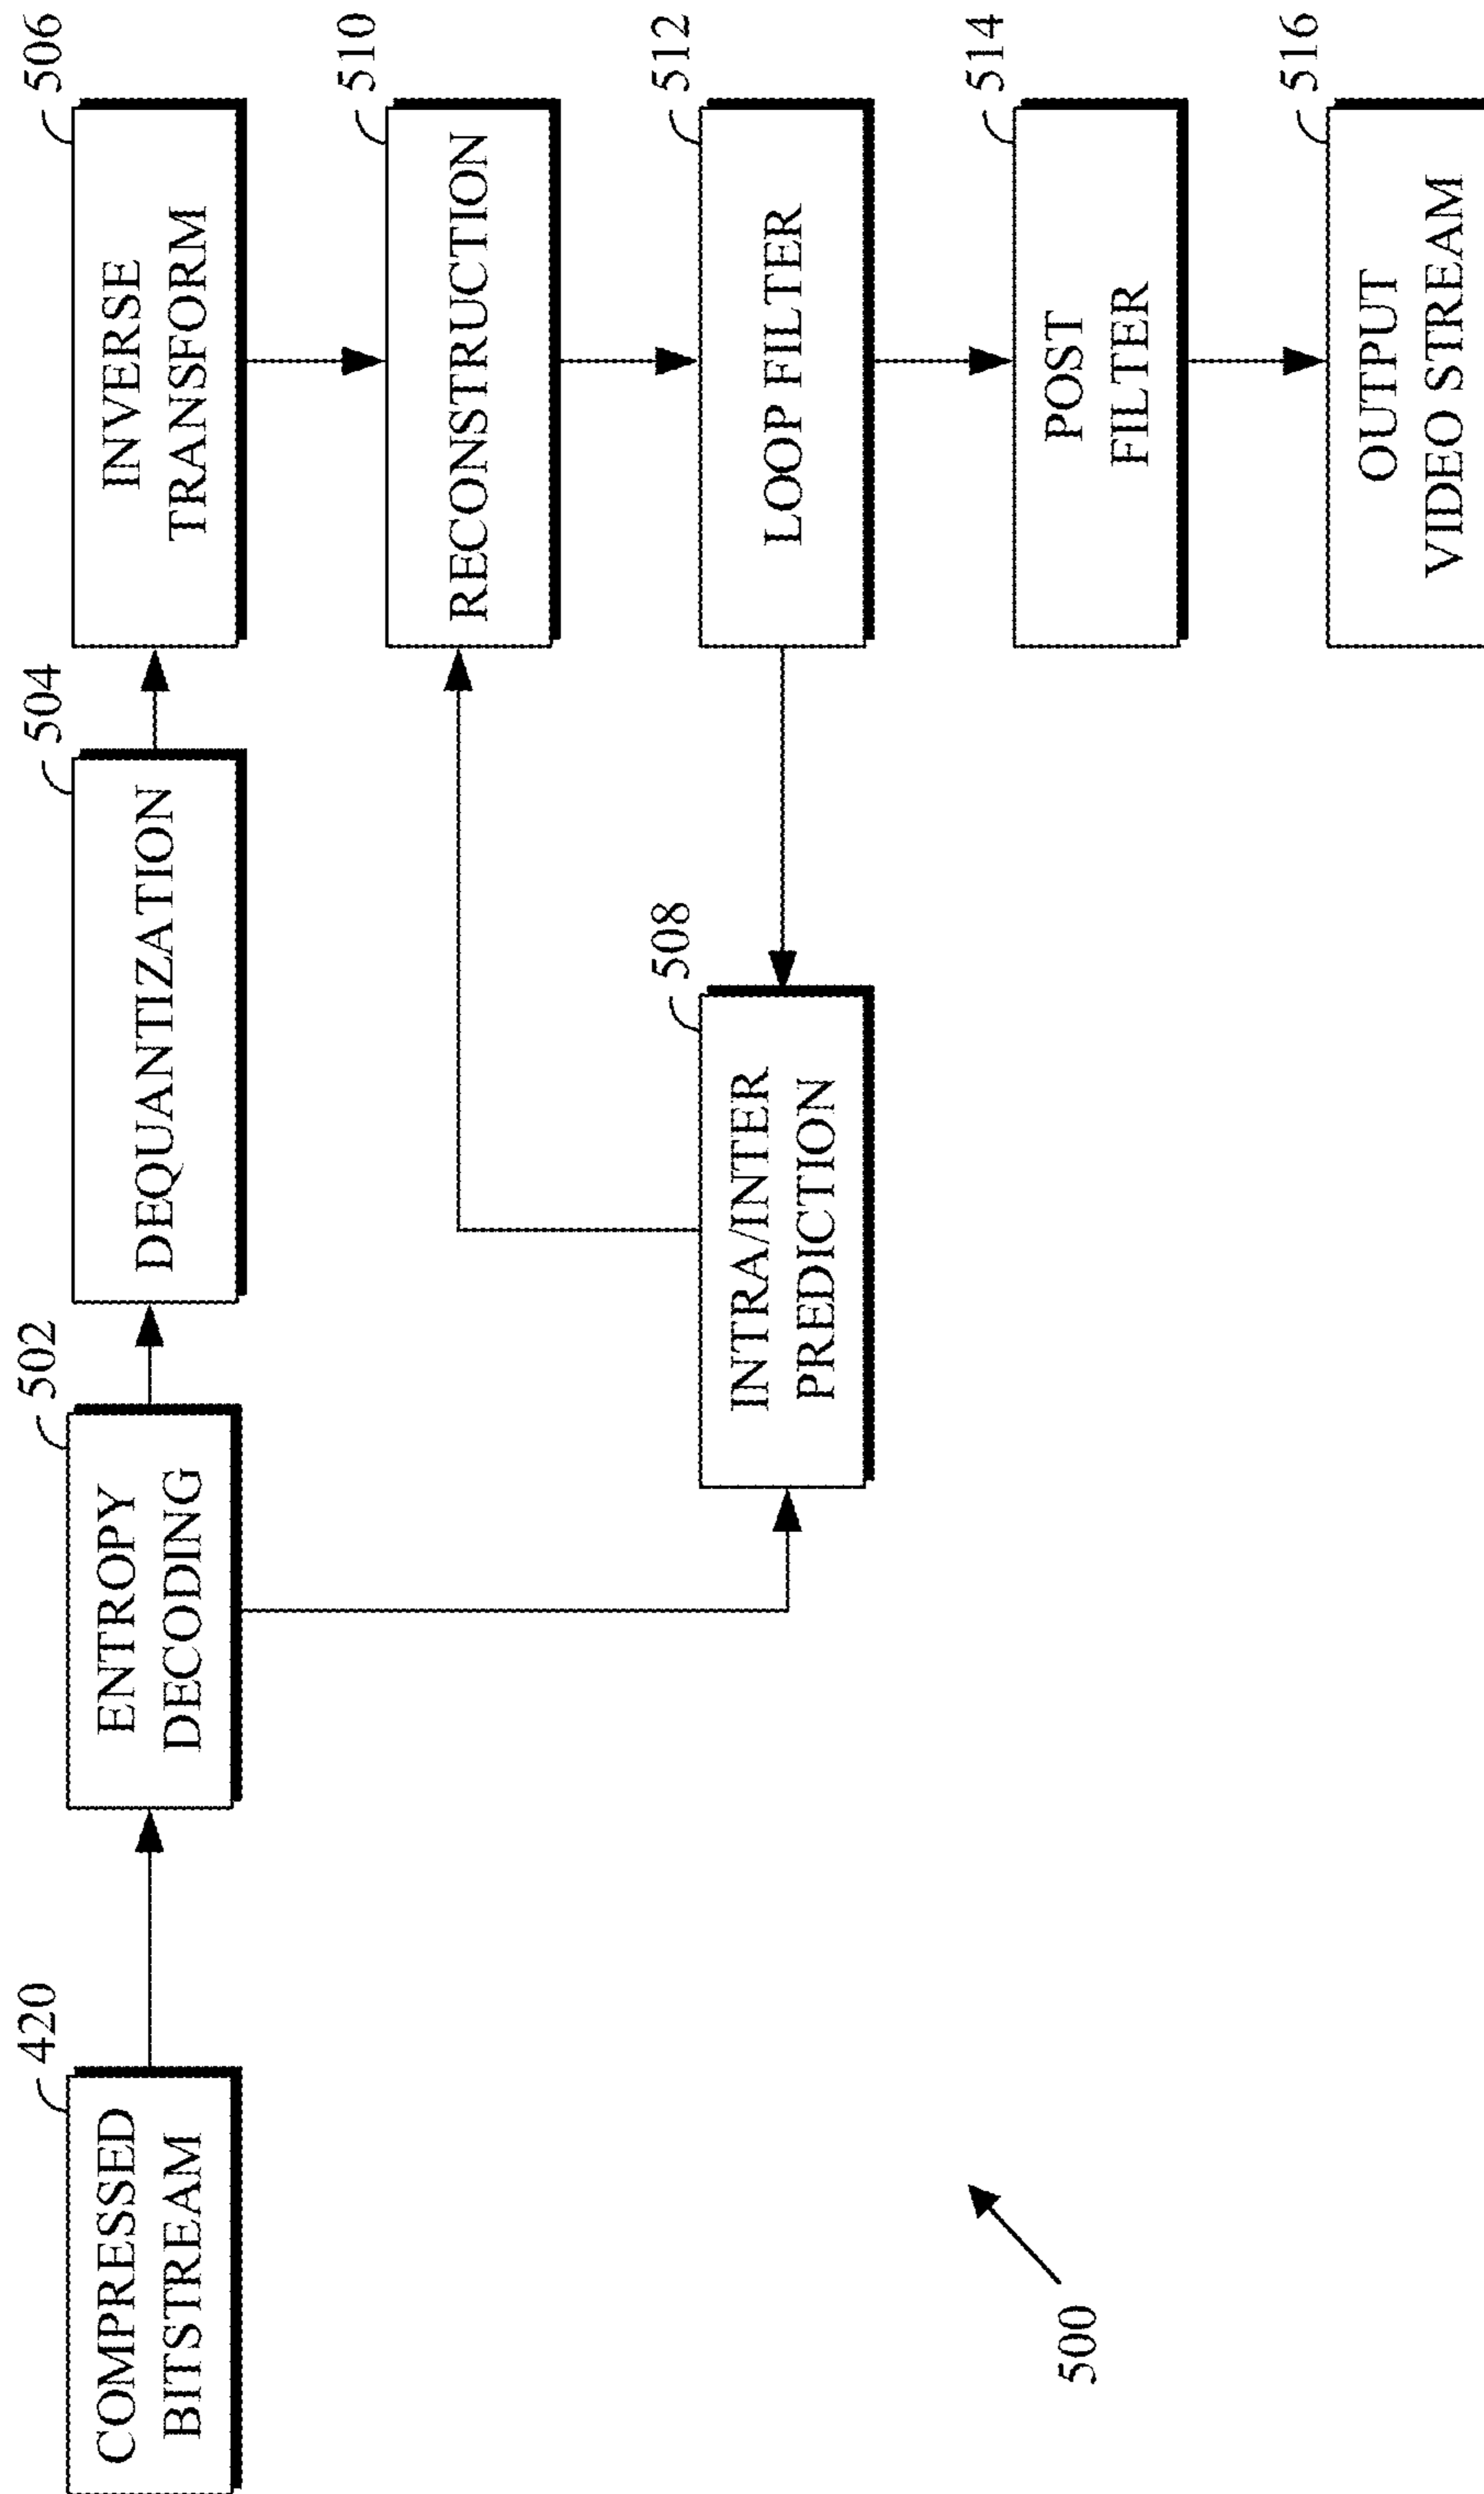 420
COMPRESSED
BITSTREAM
502
ENTROPY
DECODING
504
DEQUANTIZATION
506
INVERSE
TRANSFORM
510
RECONSTRUCTION
508
INTRA/INTER
PREDICTION
512
LOOP FILTER
514
POST
FILTER
516
OUTPUT
VIDEO STREAM
500